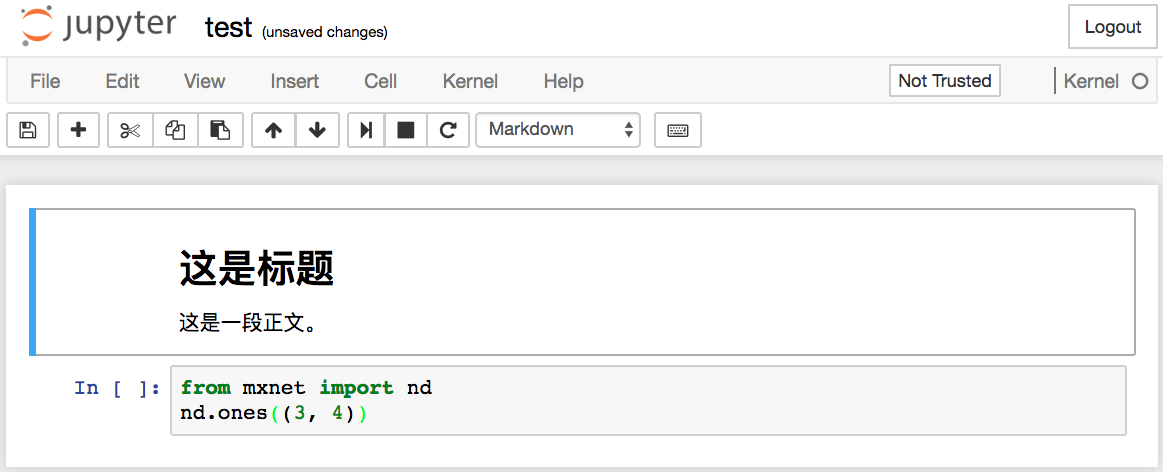 jupyter test (unsaved changes) Logout
File Edit View Insert Cell Kernel Help Not Trusted Kernel
Markdown
这是标题
这是一段正文。
In [ ]: from mxnet import nd
nd.ones((3, 4))